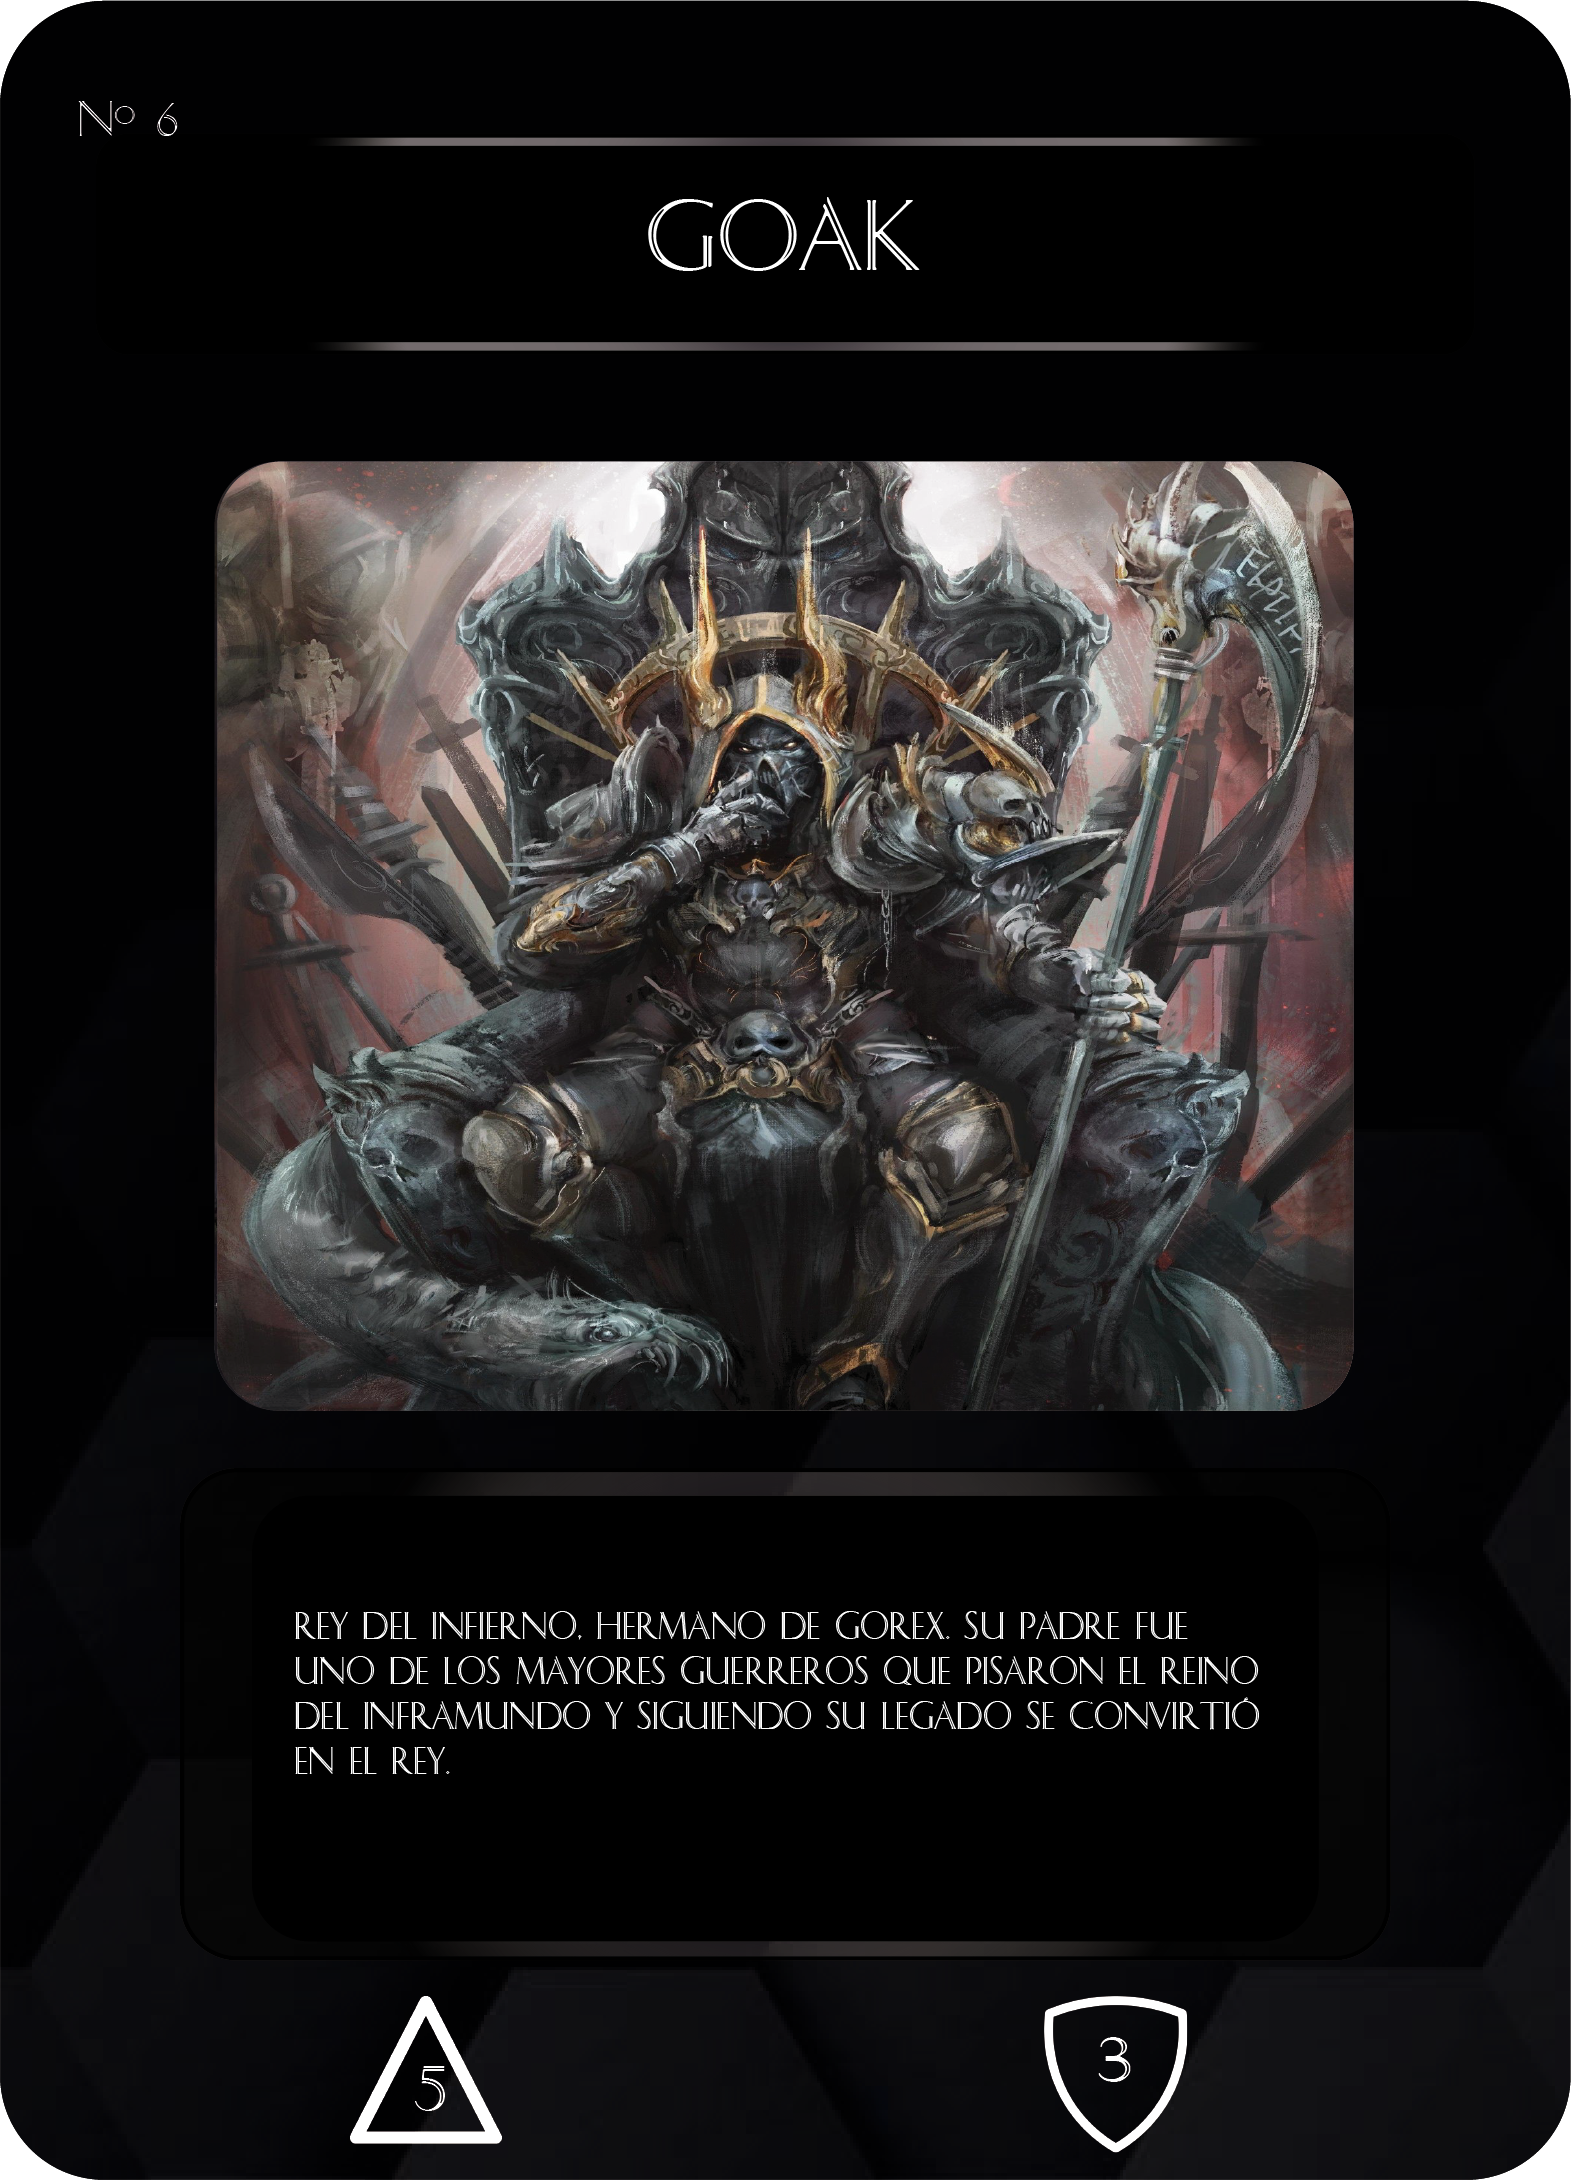 Nº 6
GOAK
REY DEL INFIERNO, HERMANO DE GOREX. SU PADRE FUE
UNO DE LOS MAYORES GUERREROS QUE PISARON EL REINO
DEL INFRAMUNDO Y SIGUIENDO SU LEGADO SE CONVIRTIÓ
EN EL REY.
5
3